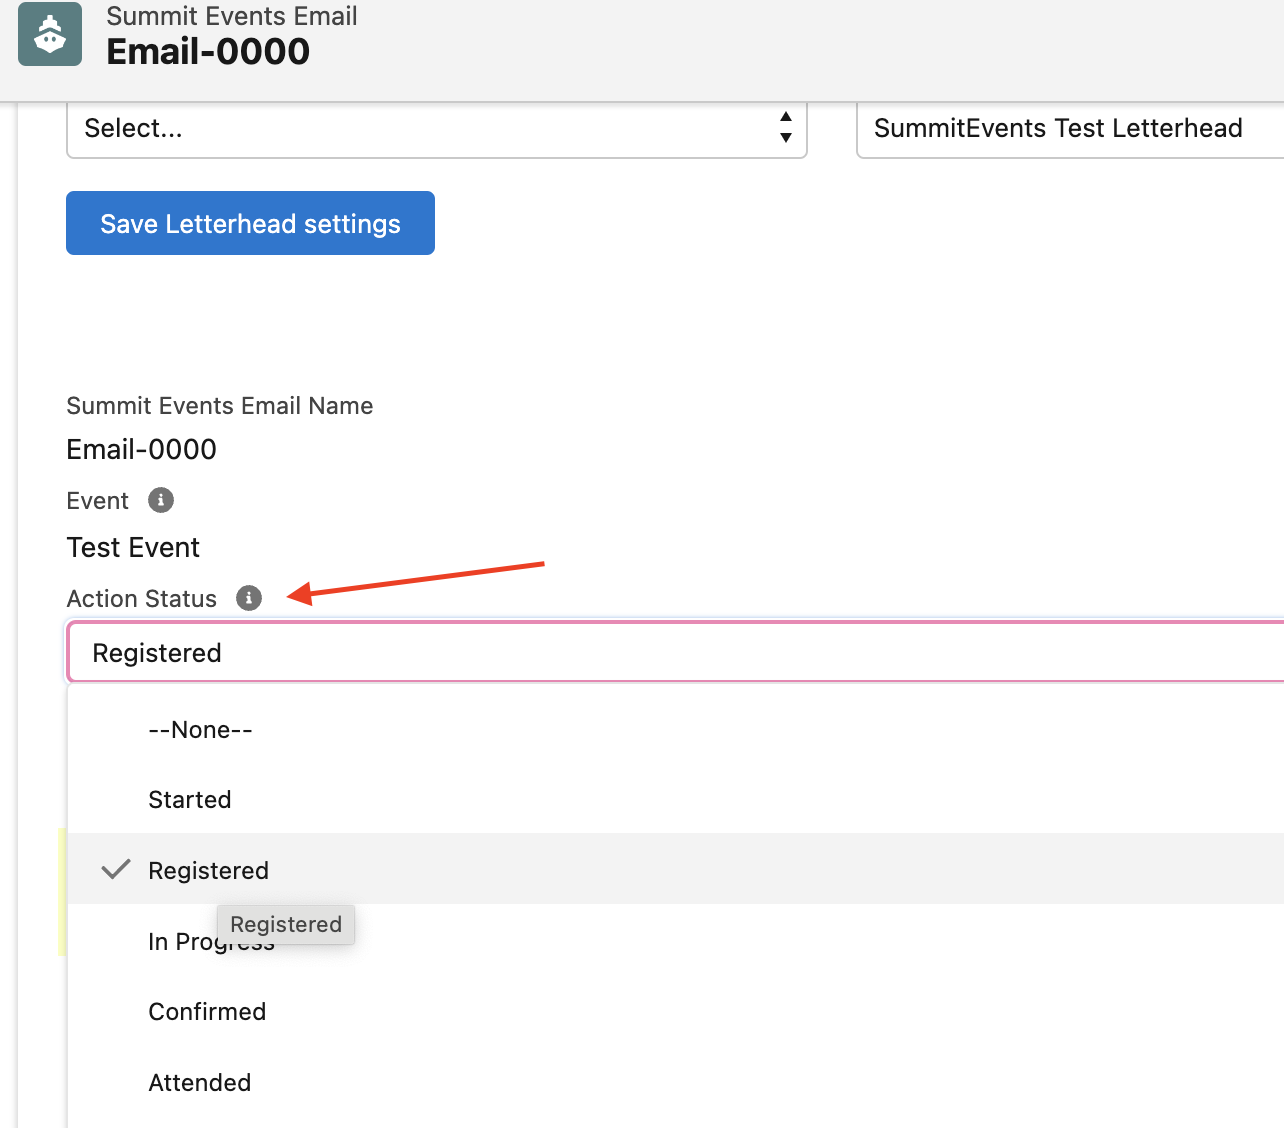 Summit Events Email
Email-0000
Select...
SummitEvents Test Letterhead
Save Letterhead settings
Summit Events Email Name
Email-0000
Event
Test Event
Action Status
Registered
--None--
Started
Registered
Registered
In Progress
Confirmed
Attended